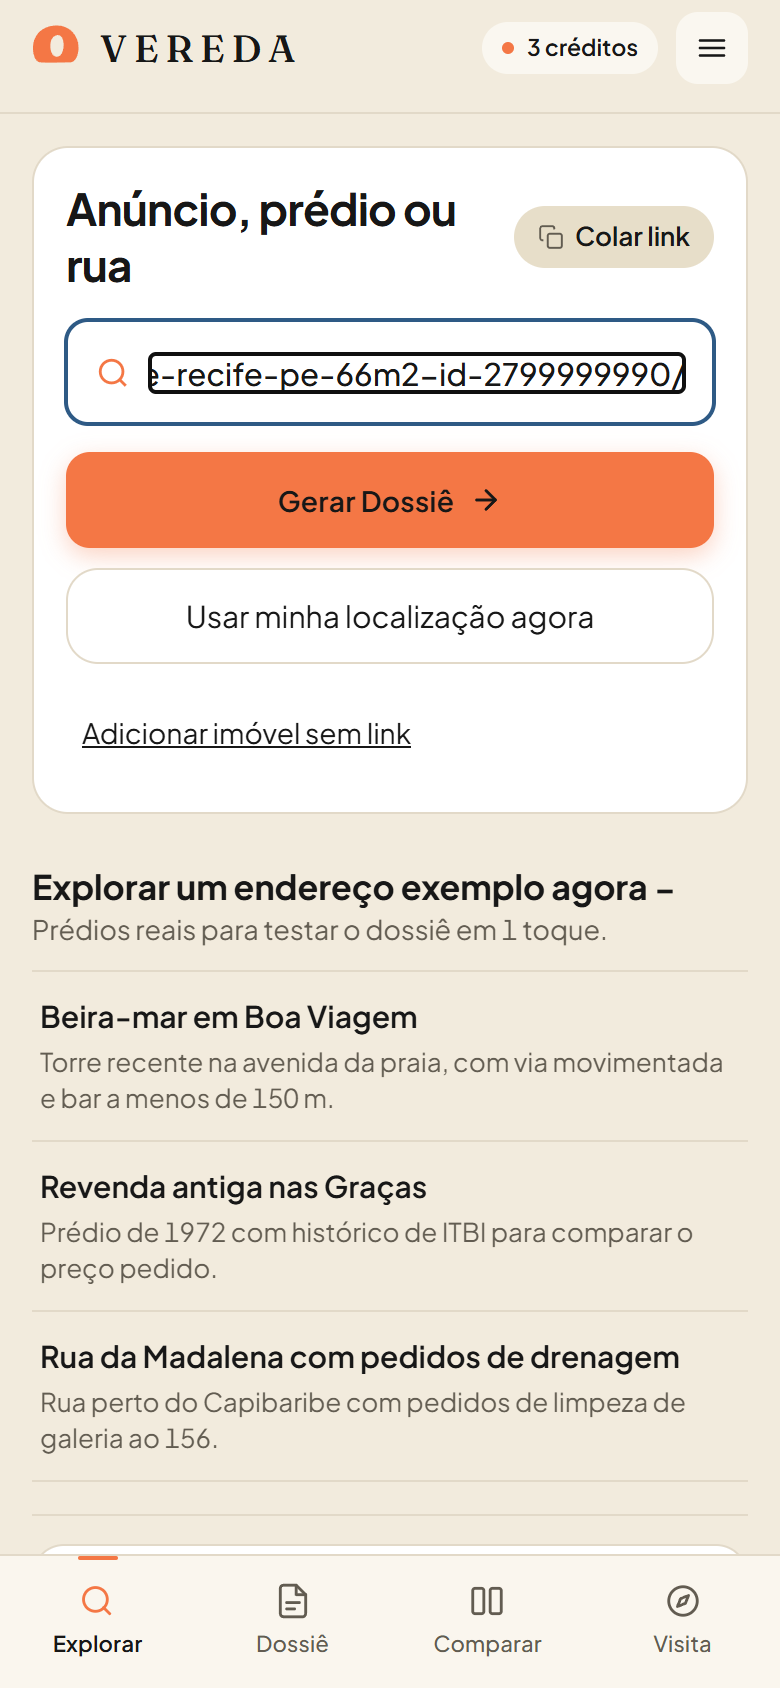 VEREDA
3 créditos
Anúncio, prédio ou
rua
Colar link
e-recife-pe-66m2-id-2799999990/
Gerar Dossiê
Usar minha localização agora
Adicionar imóvel sem link
Explorar um endereço exemplo agora –
Prédios reais para testar o dossiê em 1 toque.
Beira-mar em Boa Viagem
Torre recente na avenida da praia, com via movimentada
e bar a menos de 150 m.
Revenda antiga nas Graças
Prédio de 1972 com histórico de ITBI para comparar o
preço pedido.
Rua da Madalena com pedidos de drenagem
Rua perto do Capibaribe com pedidos de limpeza de
galeria ao 156.
Explorar
Dossiê
Comparar
Visita